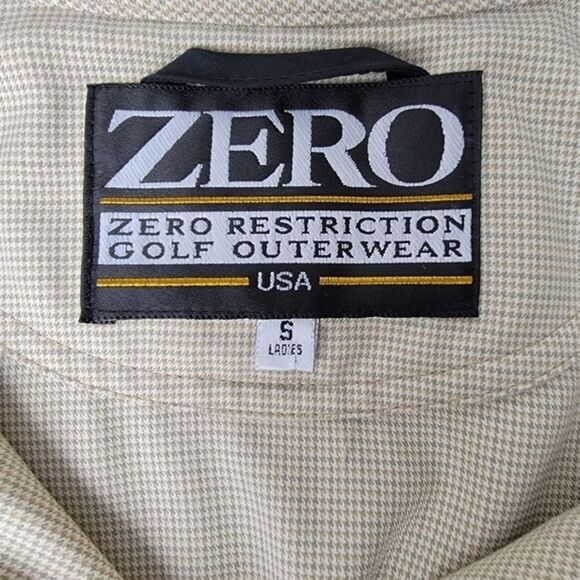 ZERO
ZERO RESTRICTION
GOLF OUTERWEAR
USA
S
LADIES